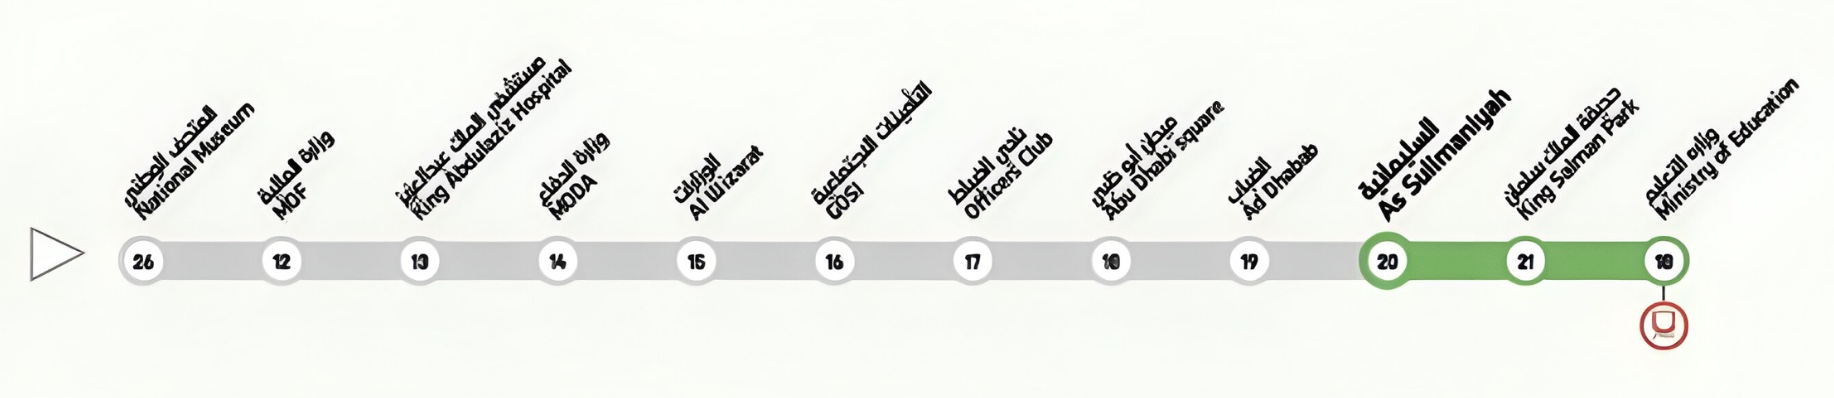 المتحف الوطني
National Museum
26
وزارة المالية
MOF
12
مستشفى الملك عبدالعزيز
King Abdulaziz Hospital
13
وزارة الدفاع
MODA
14
الوزارات
Al Wizarat
15
التأمينات الاجتماعية
GOSI
16
نادي الضباط
Officers Club
17
ميدان أبو ظبي
Abu Dhabi Square
18
الضباب
Ad Dhabab
19
السليمانية
As Sulimaniyah
20
حديقة الملك سلمان
King Salman Park
21
وزارة التعليم
Ministry of Education